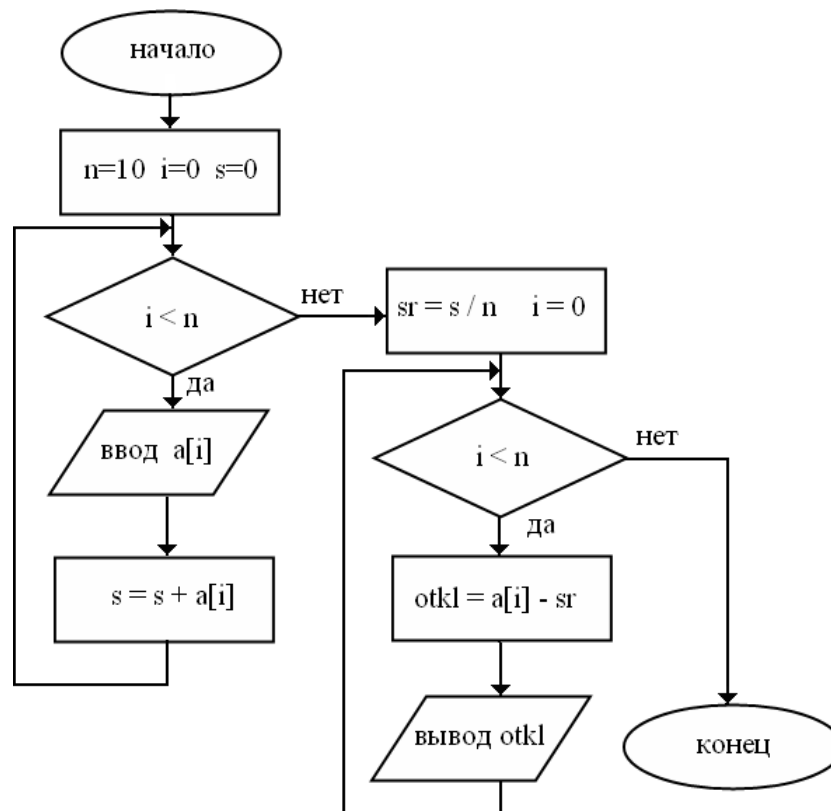 начало
n=10 i=0 s=0
i < n
нет
sr = s / n i = 0
да
ввод a[i]
s = s + a[i]
i < n
нет
да
otkl = a[i] - sr
вывод otkl
конец